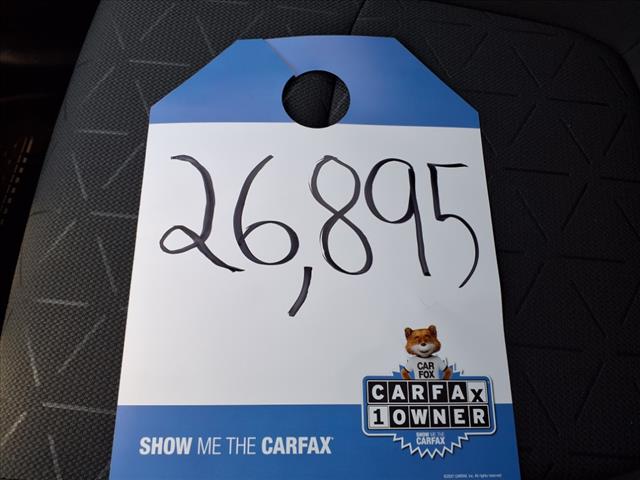 26,895
CAR
FOX
CARFAX
1 OWNER
SHOW ME THE
CARFAX
SHOW ME THE CARFAX